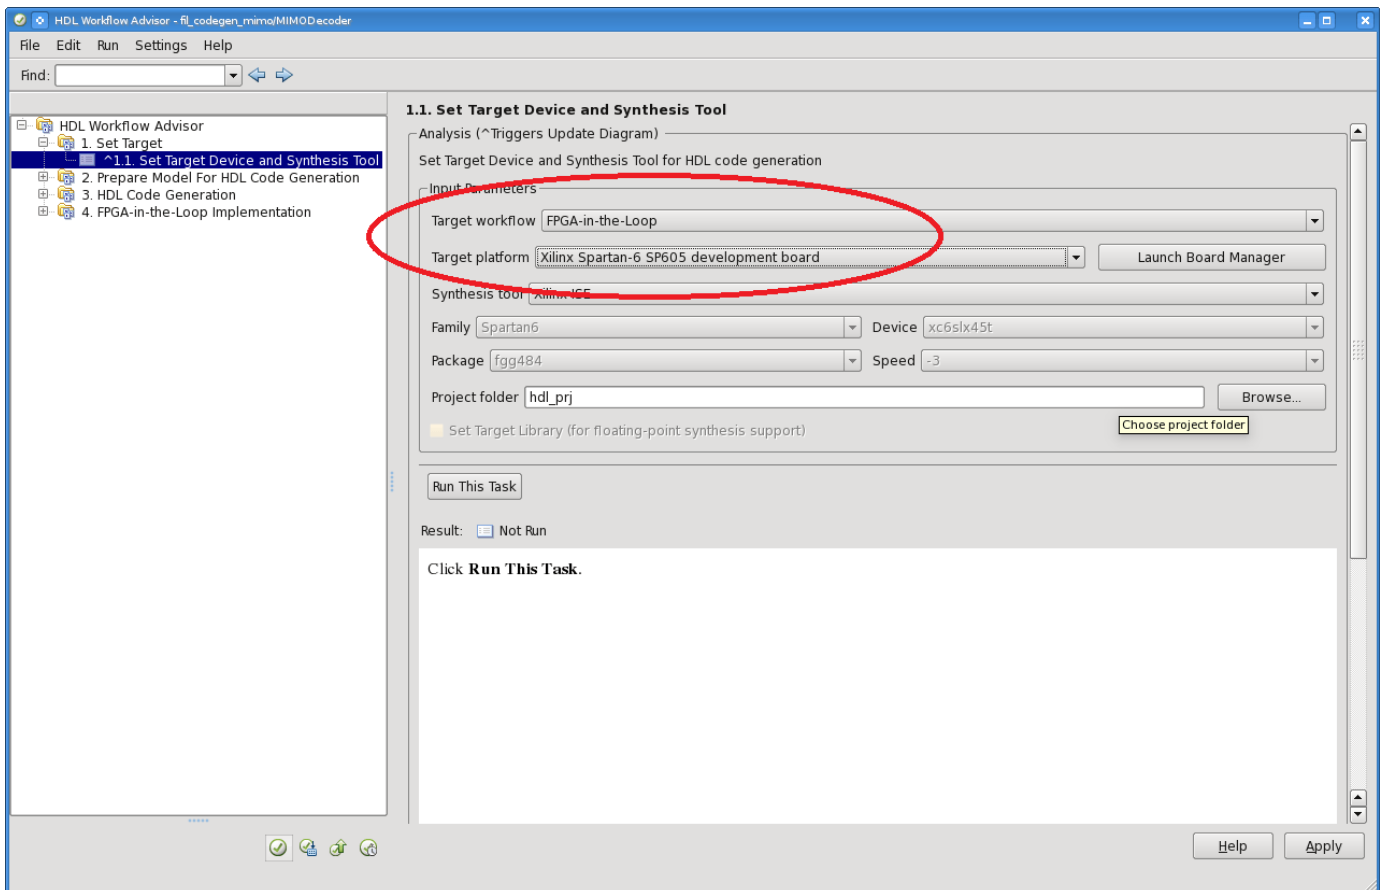 HDL Workflow Advisor - fil_codegen_mimo/MIMODecoder
File Edit Run Settings Help
Find:
HDL Workflow Advisor
1. Set Target
^1.1. Set Target Device and Synthesis Tool
2. Prepare Model For HDL Code Generation
3. HDL Code Generation
4. FPGA-in-the-Loop Implementation
1.1. Set Target Device and Synthesis Tool
Analysis (^Triggers Update Diagram)
Set Target Device and Synthesis Tool for HDL code generation
Input Parameters
Target workflow FPGA-in-the-Loop
Target platform Xilinx Spartan-6 SP605 development board Launch Board Manager
Synthesis tool Xilinx ISE
Family Spartan6 Device xc6slx45t
Package fgg484 Speed -3
Project folder hdl_prj Browse...
Choose project folder
Set Target Library (for floating-point synthesis support)
Run This Task
Result: Not Run
Click Run This Task.
Help Apply